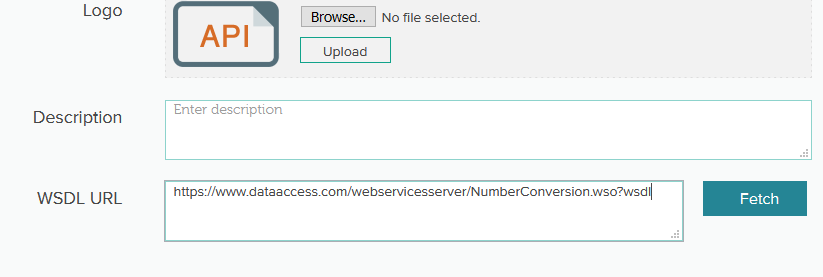 Logo
API
Browse... No file selected.
Upload
Description
Enter description
WSDL URL
https://www.dataaccess.com/webservicesserver/NumberConversion.wso?wsdl
Fetch